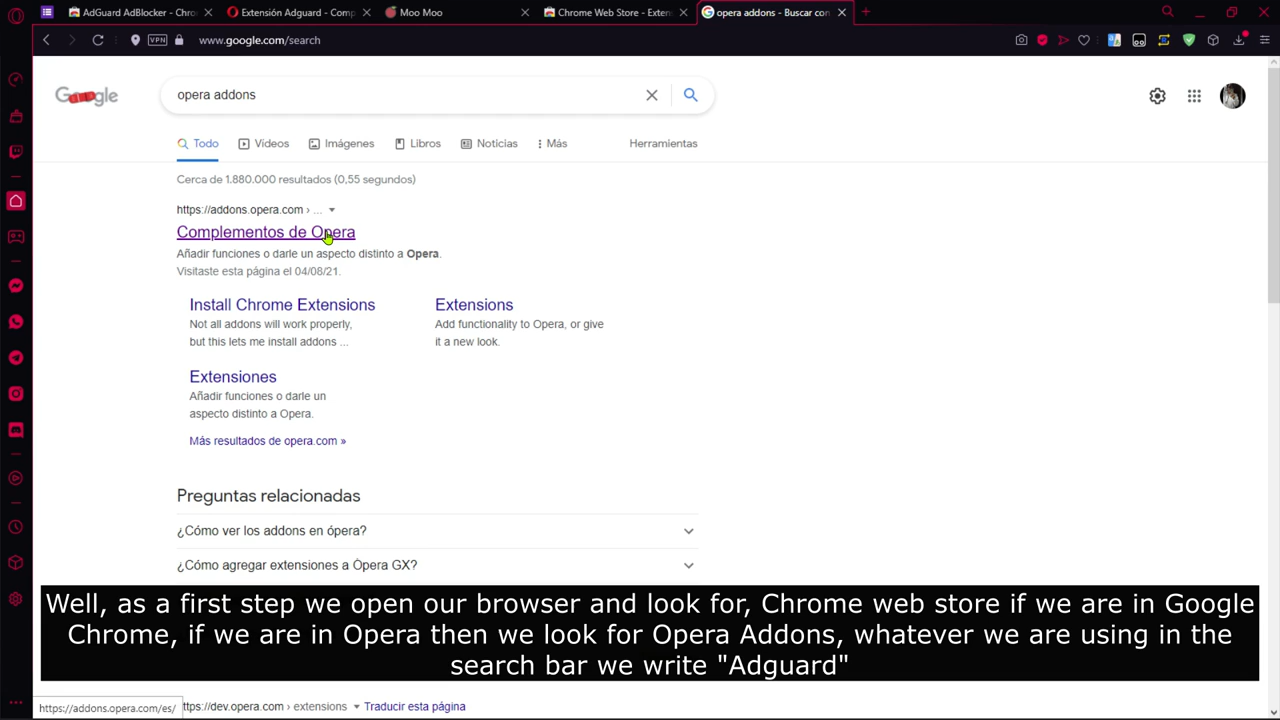 AdGuard AdBlocker - Chro
Extensión Adguard - Comp
Moo Moo
Chrome Web Store - Exten
opera addons - Buscar con
VPN
www.google.com/search
Google
opera addons
Todo
Vídeos
Imágenes
Libros
Noticias
Más
Herramientas
Cerca de 1.880.000 resultados (0,55 segundos)
https://addons.opera.com › ...
Complementos de Opera
Añadir funciones o darle un aspecto distinto a Opera.
Visitaste esta página el 04/08/21.
Install Chrome Extensions
Not all addons will work properly,
but this lets me install addons ...
Extensions
Add functionality to Opera, or give
it a new look.
Extensiones
Añadir funciones o darle un
aspecto distinto a Opera.
Más resultados de opera.com »
Preguntas relacionadas
¿Cómo ver los addons en ópera?
¿Cómo agregar extensiones a Ópera GX?
Well, as a first step we open our browser and look for, Chrome web store if we are in Google
Chrome, if we are in Opera then we look for Opera Addons, whatever we are using in the
search bar we write "Adguard"
https://addons.opera.com/es/
ttps://dev.opera.com › extensions
Traducir esta página